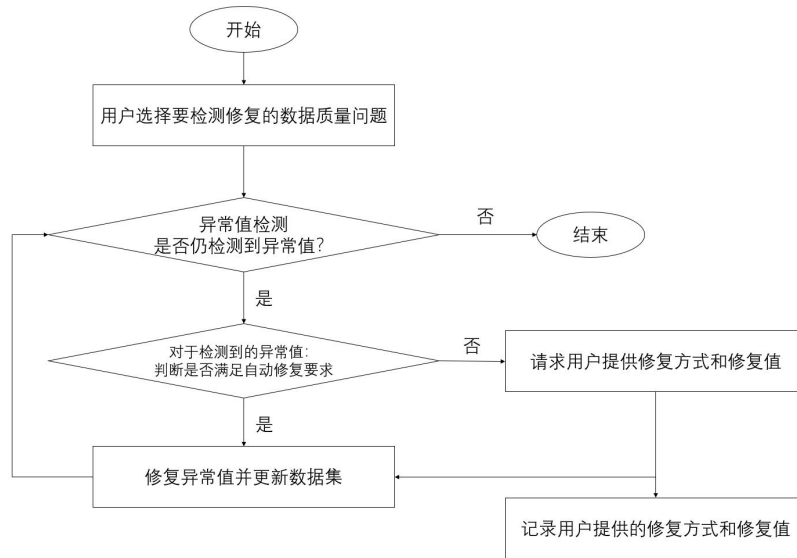 开始
用户选择要检测修复的数据质量问题
异常值检测
是否仍检测到异常值?
否
结束
是
对于检测到的异常值:
判断是否满足自动修复要求
否
请求用户提供修复方式和修复值
是
修复异常值并更新数据集
记录用户提供的修复方式和修复值